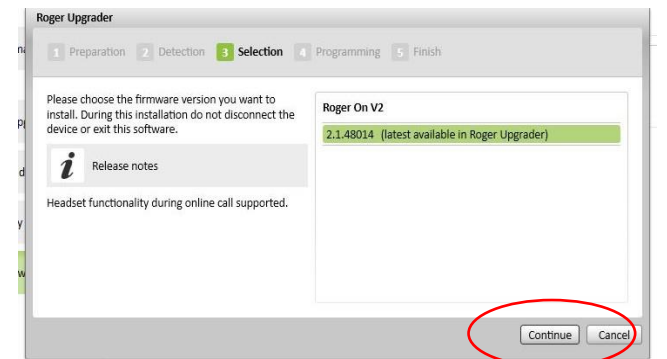 Roger Upgrader
1 Preparation 2 Detection 3 Selection 4 Programming 5 Finish
Please choose the firmware version you want to
install. During this installation do not disconnect the
device or exit this software.
i Release notes
Headset functionality during online call supported.
Roger On V2
2.1.48014 (latest available in Roger Upgrader)
Continue Cancel